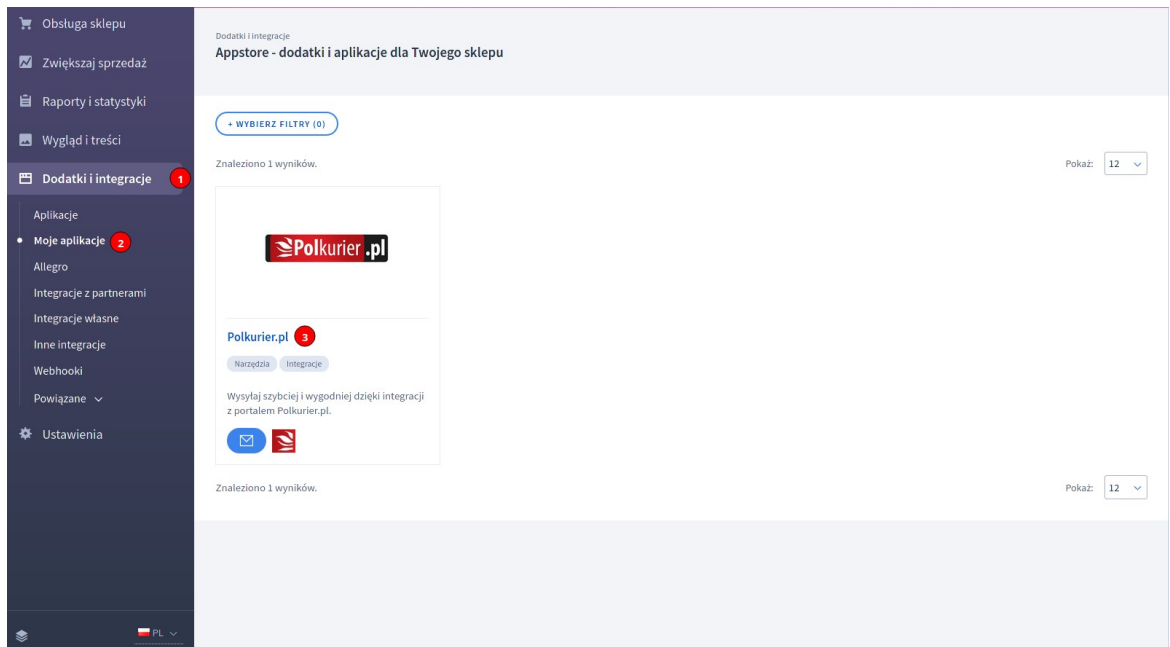 Obsługa sklepu
Zwiększaj sprzedaż
Raporty i statystyki
Wygląd i treści
Dodatki i integracje 1
Aplikacje
Moje aplikacje 2
Allegro
Integracje z partnerami
Integracje własne
Inne integracje
Webhooki
Powiązane
Ustawienia
PL
Dodatki i integracje
Appstore - dodatki i aplikacje dla Twojego sklepu
+ WYBIERZ FILTRY (0)
Znaleziono 1 wyników.
Pokaż: 12
Polkurier.pl
Polkurier.pl 3
Narzędzia Integracje
Wysyłaj szybciej i wygodniej dzięki integracji
z portalem Polkurier.pl.
Znaleziono 1 wyników.
Pokaż: 12